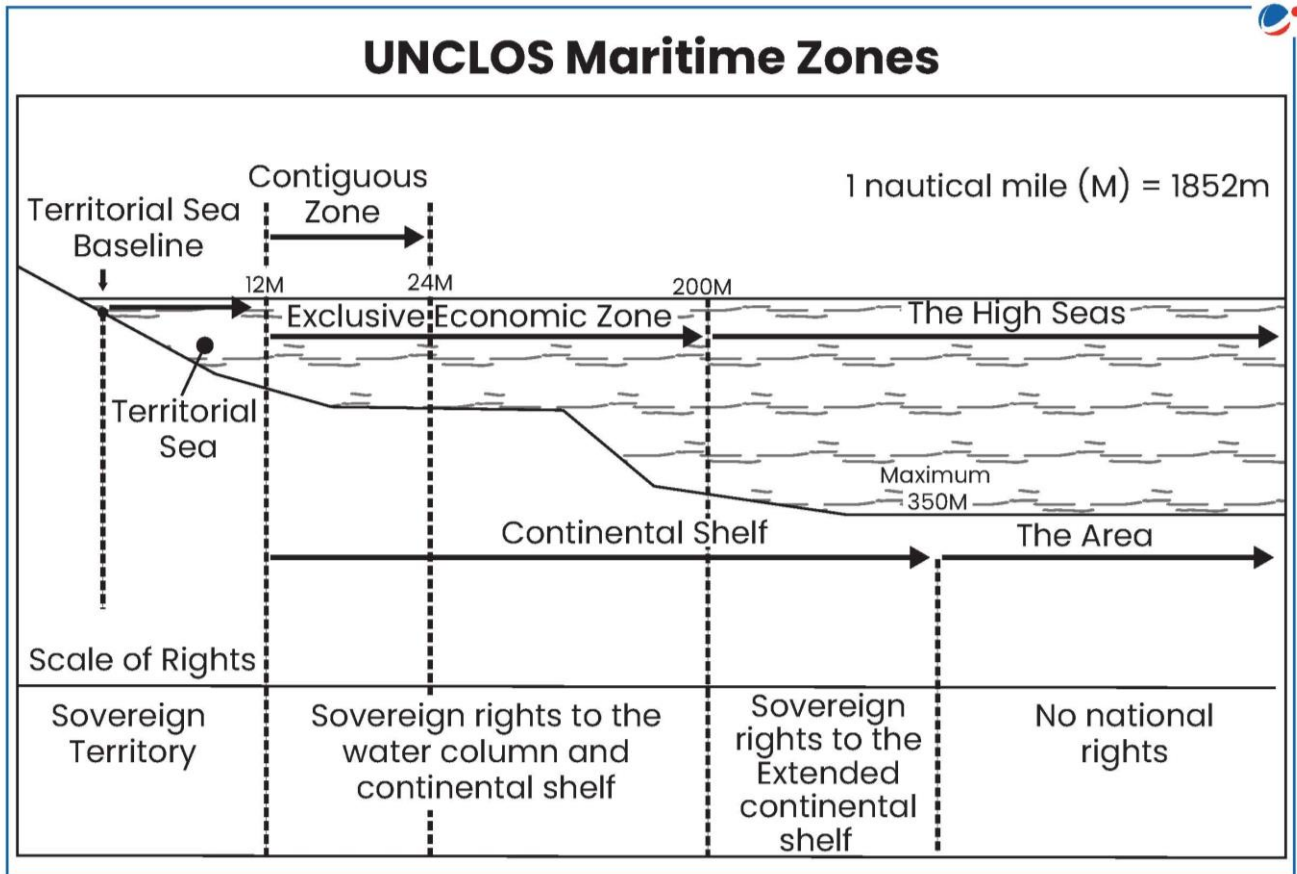 UNCLOS Maritime Zones
Contiguous
Zone
1 nautical mile (M) = 1852m
Territorial Sea
Baseline
12M
24M
200M
Exclusive Economic Zone
The High Seas
Territorial
Sea
Maximum
350M
Continental Shelf
The Area
Scale of Rights
Sovereign
Territory
Sovereign rights to the
water column and
continental shelf
Sovereign
rights to the
Extended
continental
shelf
No national
rights